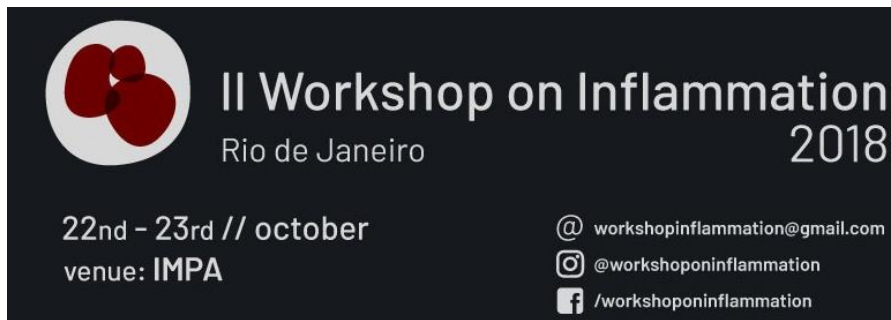 II Workshop on Inflammation
2018
Rio de Janeiro
22nd - 23rd // october
venue: IMPA
@ workshopinflammation@gmail.com
@workshoponinflammation
/workshoponinflammation